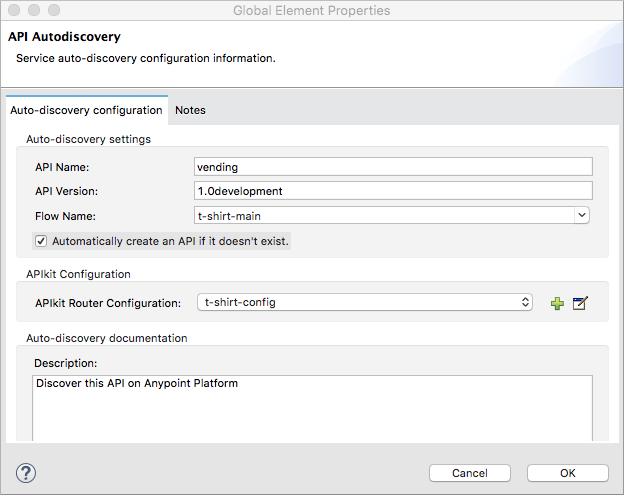 Global Element Properties
API Autodiscovery
Service auto-discovery configuration information.
Auto-discovery configuration Notes
Auto-discovery settings
API Name: vending
API Version: 1.0development
Flow Name: t-shirt-main
Automatically create an API if it doesn't exist.
APIkit Configuration
APIkit Router Configuration: t-shirt-config
Auto-discovery documentation
Description:
Discover this API on Anypoint Platform
? Cancel OK